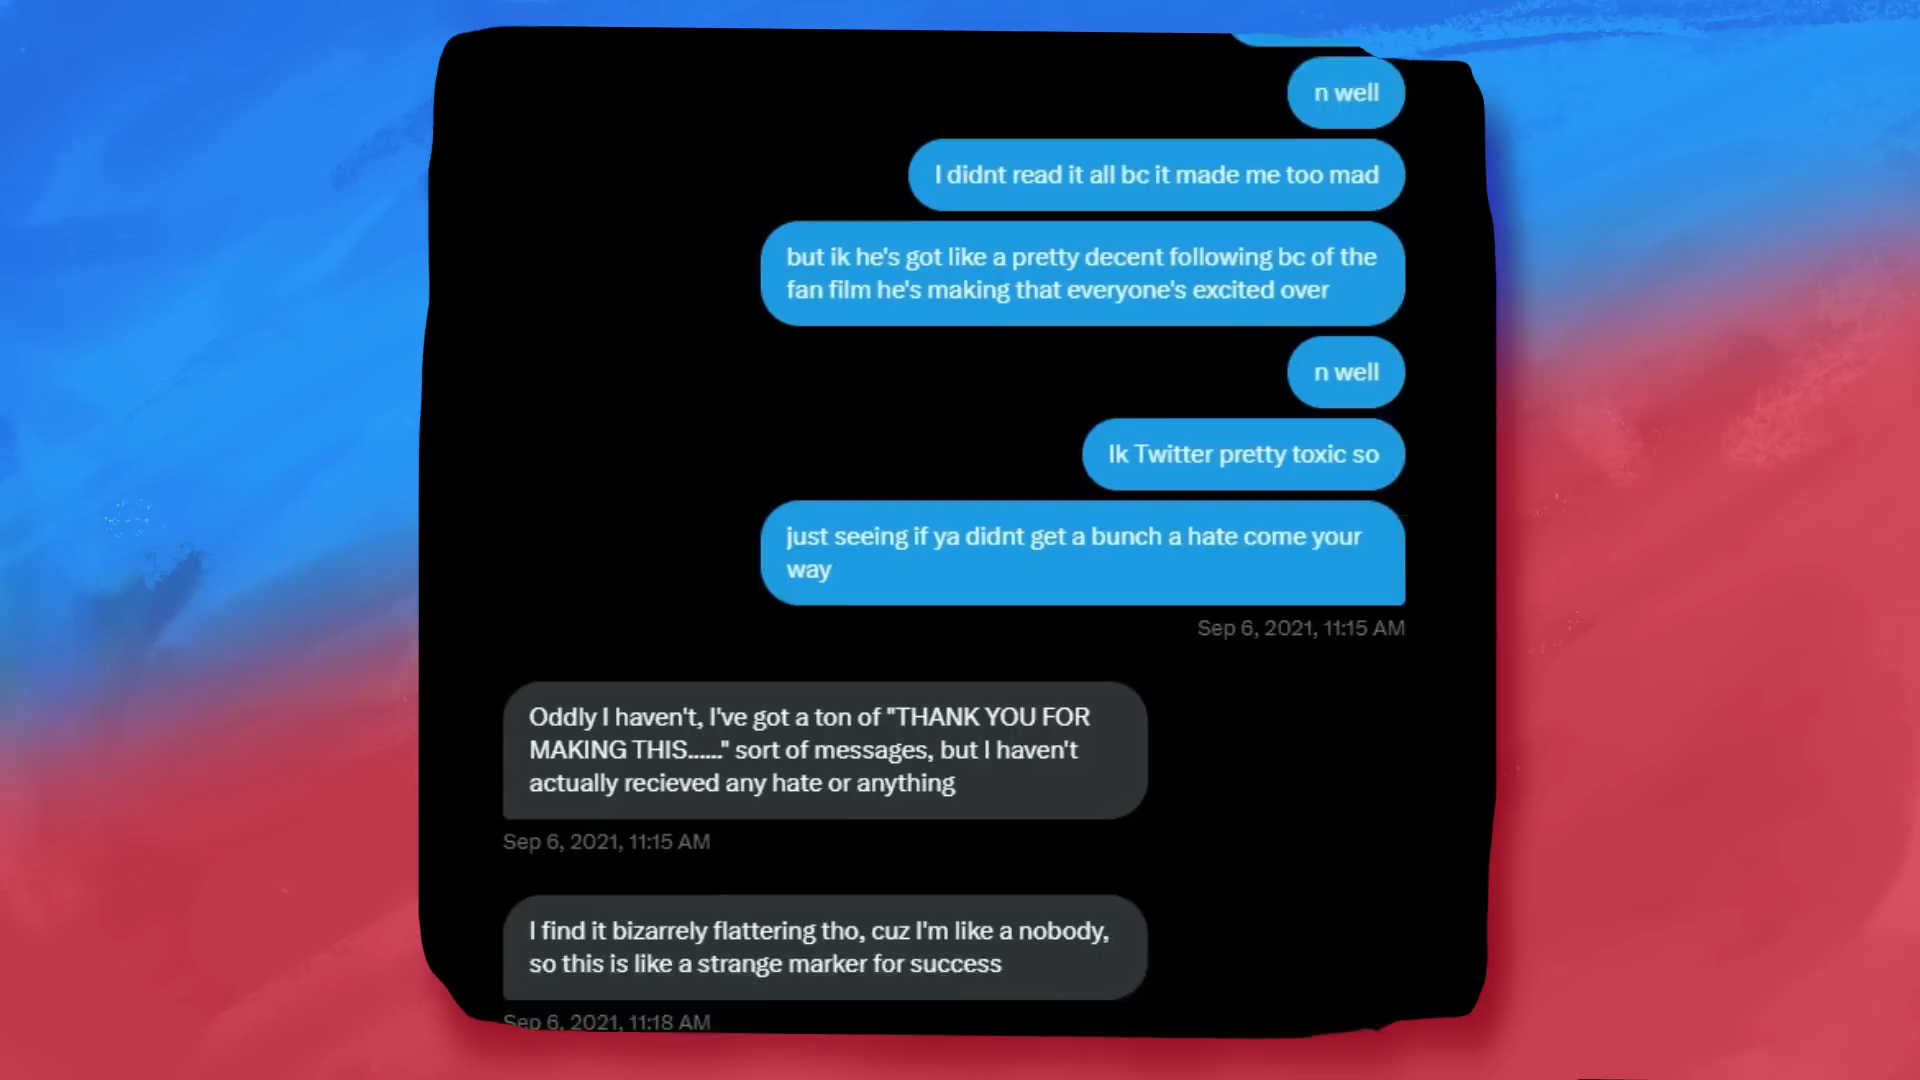 n well
I didnt read it all bc it made me too mad
but ik he's got like a pretty decent following bc of the
fan film he's making that everyone's excited over
n well
Ik Twitter pretty toxic so
just seeing if ya didnt get a bunch a hate come your
way
Sep 6, 2021, 11:15 AM
Oddly I haven't, I've got a ton of "THANK YOU FOR
MAKING THIS......" sort of messages, but I haven't
actually recieved any hate or anything
Sep 6, 2021, 11:15 AM
I find it bizarrely flattering tho, cuz I'm like a nobody,
so this is like a strange marker for success
Sep 6, 2021, 11:18 AM